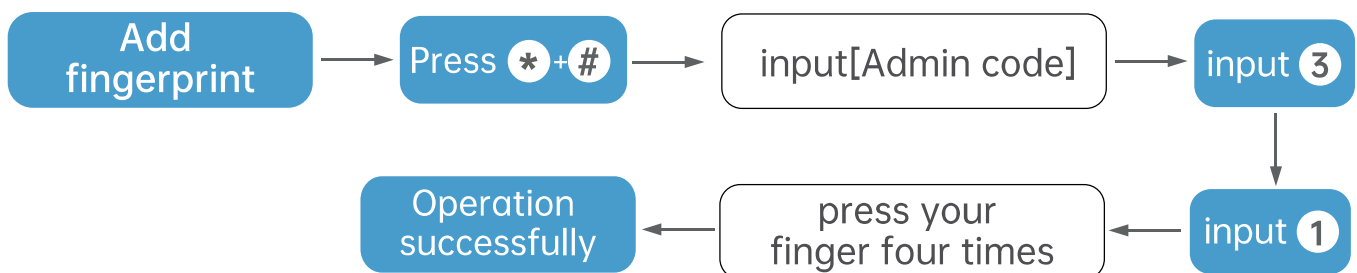 Add
fingerprint
Press * + #
input[Admin code]
input 3
input 1
press your
finger four times
Operation
successfully